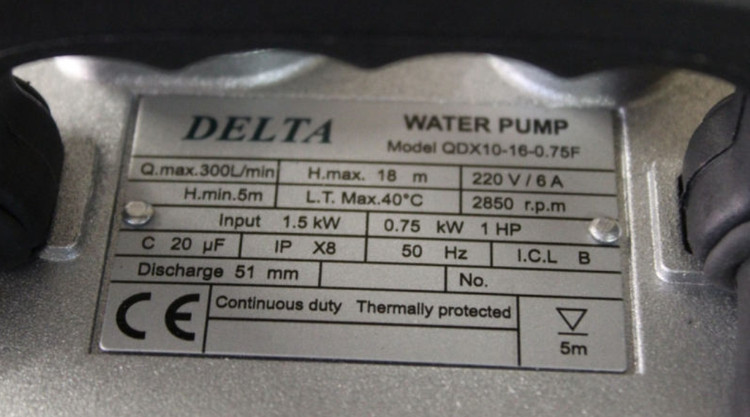 DELTA WATER PUMP
Model QDX10-16-0.75F
Q.max.300L/min H.max. 18 m 220 V / 6 A
H.min.5m L.T. Max.40°C 2850 r.p.m
Input 1.5 kW 0.75 kW 1 HP
C 20 µF IP X8 50 Hz I.C.L B
Discharge 51 mm No.
CE Continuous duty Thermally protected
5m